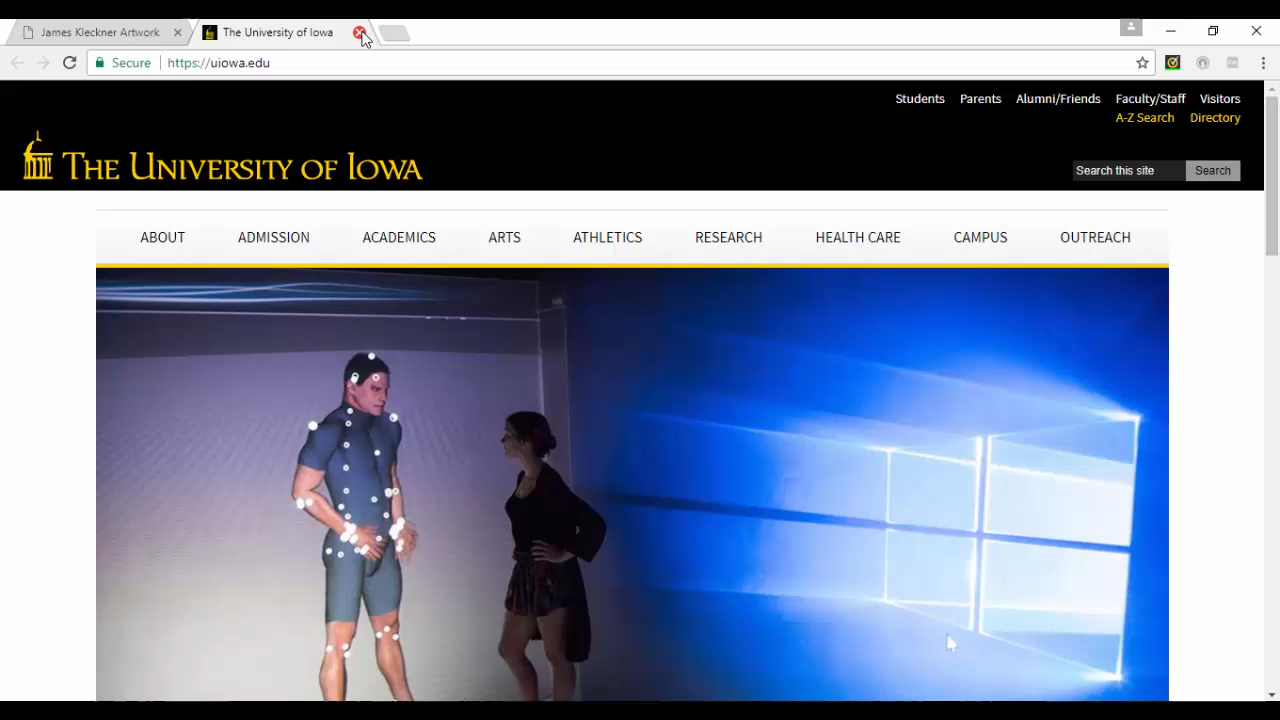 James Kleckner Artwork
The University of Iowa
Secure
https://uiowa.edu
Students Parents Alumni/Friends Faculty/Staff Visitors
A-Z Search Directory
THE UNIVERSITY OF IOWA
Search this site Search
ABOUT ADMISSION ACADEMICS ARTS ATHLETICS RESEARCH HEALTH CARE CAMPUS OUTREACH